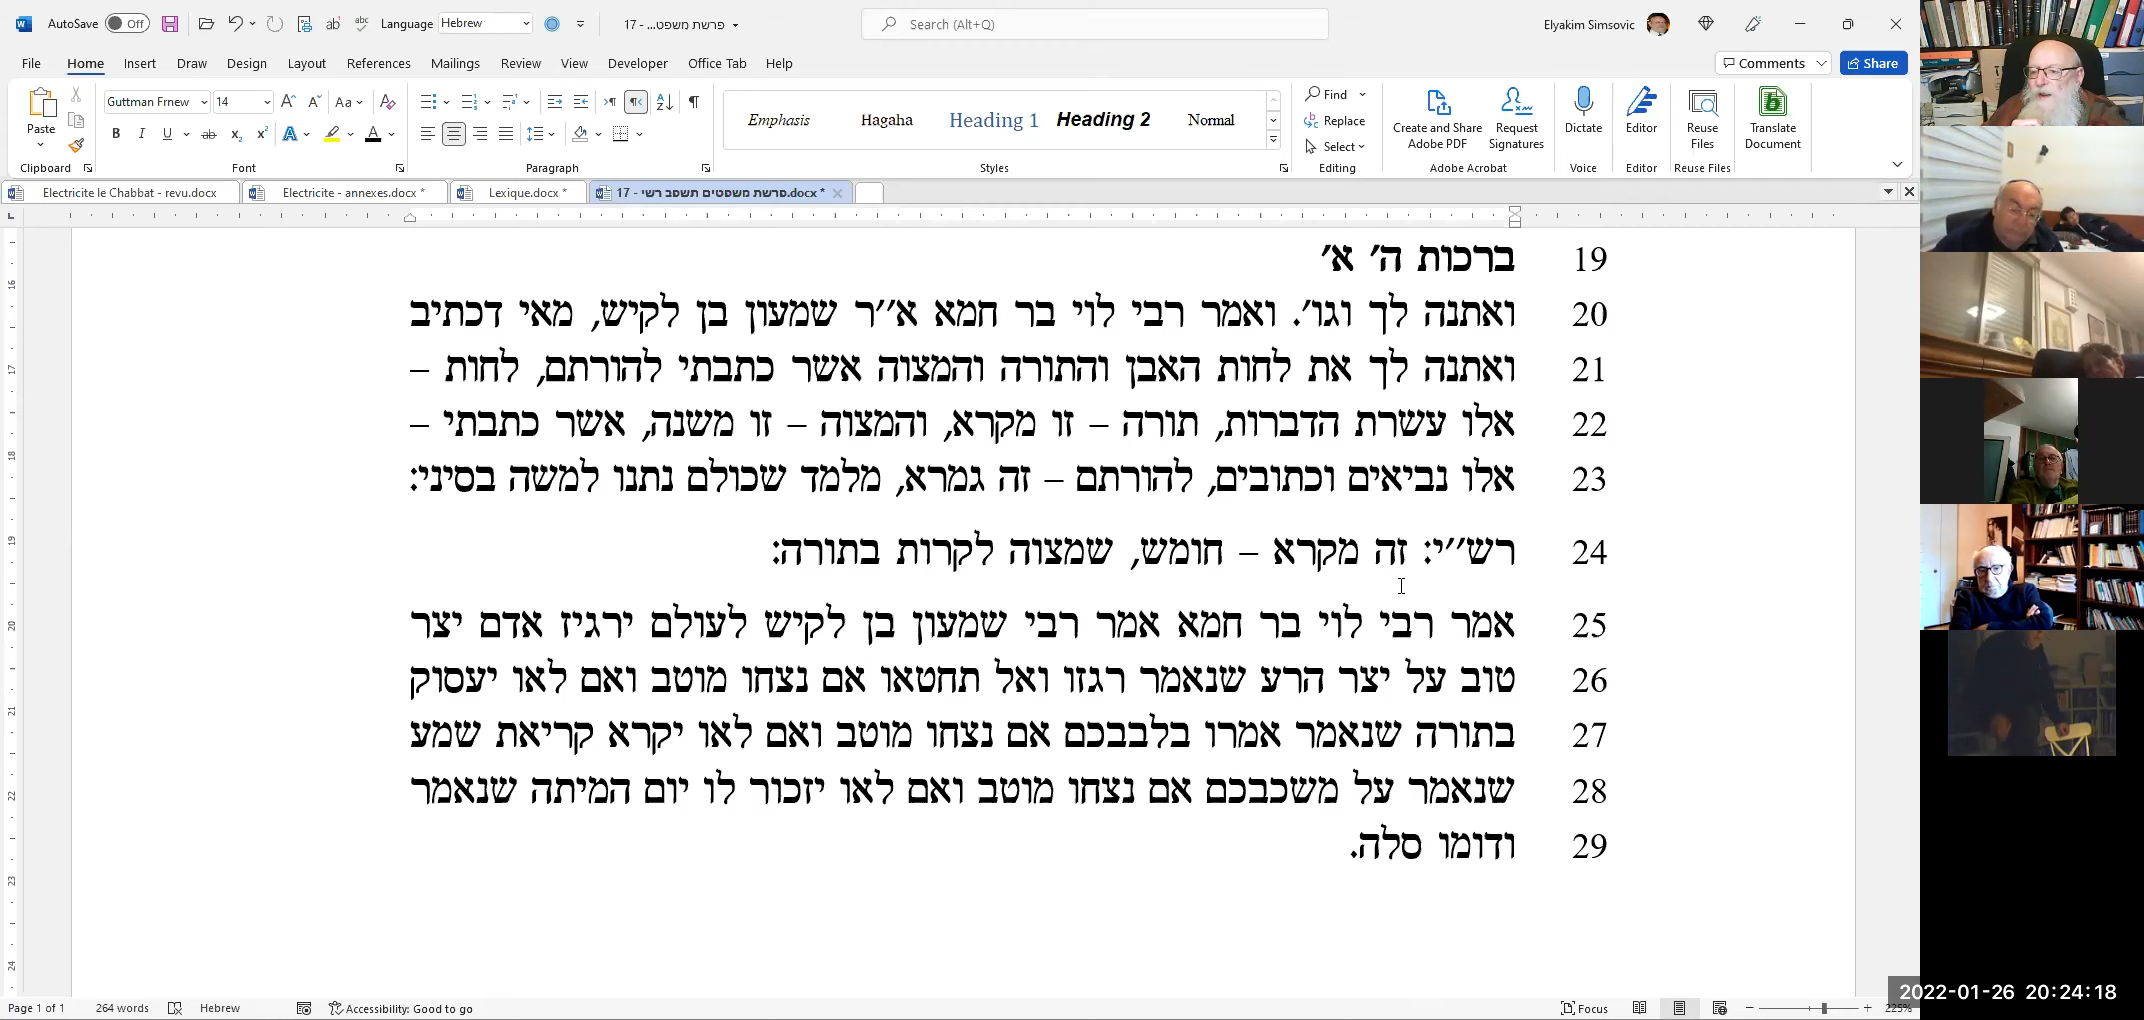 AutoSave Off Language Hebrew פרשת משפט... - 17 Search (Alt+Q) Elyakim Simsovic
File Home Insert Draw Design Layout References Mailings Review View Developer Office Tab Help Comments Share
Guttman Frnew 14 Aa Emphasis Hagaha Heading 1 Heading 2 Normal Find Replace Select
Paste Create and Share Adobe PDF Request Signatures Dictate Editor Reuse Files Translate Document
Clipboard Font Paragraph Styles Editing Adobe Acrobat Voice Editor Reuse Files
Electricite le Chabbat - revu.docx Electricite - annexes.docx * Lexique.docx * 17 - פרשת משפטים תשפב רשי.docx *
19 ברכות ה' א'
20 ואתנה לך וגו'. ואמר רבי לוי בר חמא א''ר שמעון בן לקיש, מאי דכתיב
21 ואתנה לך את לחות האבן והתורה והמצוה אשר כתבתי להורתם, לחות –
22 אלו עשרת הדברות, תורה – זו מקרא, והמצוה – זו משנה, אשר כתבתי –
23 אלו נביאים וכתובים, להורתם – זה גמרא, מלמד שכולם נתנו למשה בסיני:
24 רש''י: זה מקרא – חומש, שמצוה לקרות בתורה:
25 אמר רבי לוי בר חמא אמר רבי שמעון בן לקיש לעולם ירגיז אדם יצר
26 טוב על יצר הרע שנאמר רגזו ואל תחטאו אם נצחו מוטב ואם לאו יעסוק
27 בתורה שנאמר אמרו בלבבכם אם נצחו מוטב ואם לאו יקרא קריאת שמע
28 שנאמר על משכבכם אם נצחו מוטב ואם לאו יזכור לו יום המיתה שנאמר
29 ודומו סלה.
Page 1 of 1 264 words Hebrew Accessibility: Good to go Focus 225%
2022-01-26 20:24:18